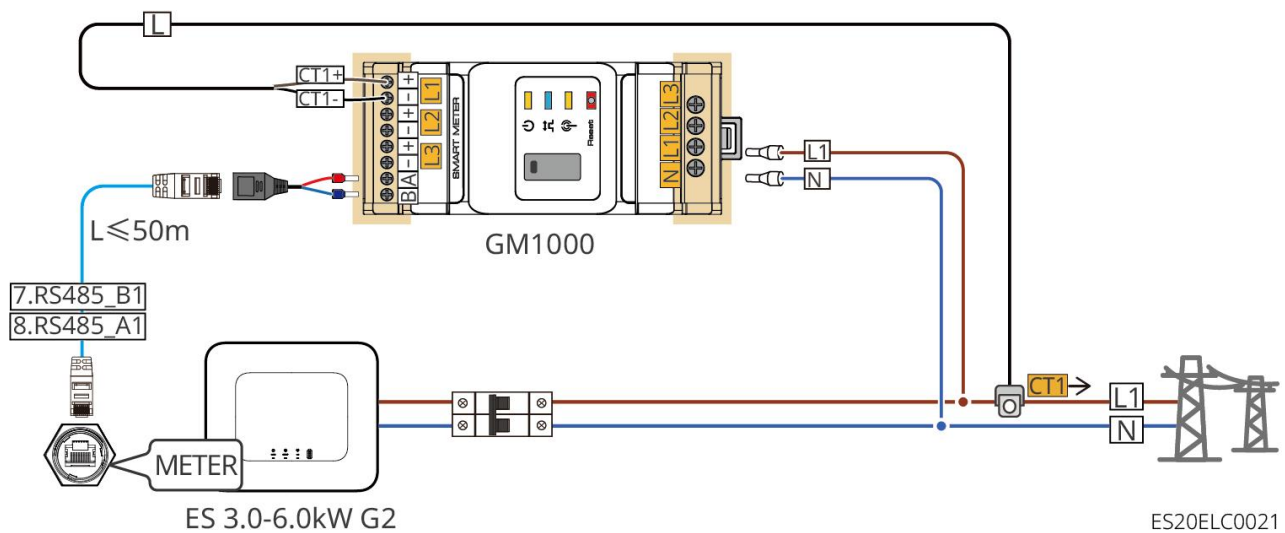 L
CT1+
CT1-
+
-
+
-
+
-
A
B
L1
L2
L3
SMART METER
Reset
L3
L2
L1
N
L1
N
L≤50m
GM1000
7.RS485_B1
8.RS485_A1
CT1→
L1
N
METER
ES 3.0-6.0kW G2
ES20ELC0021